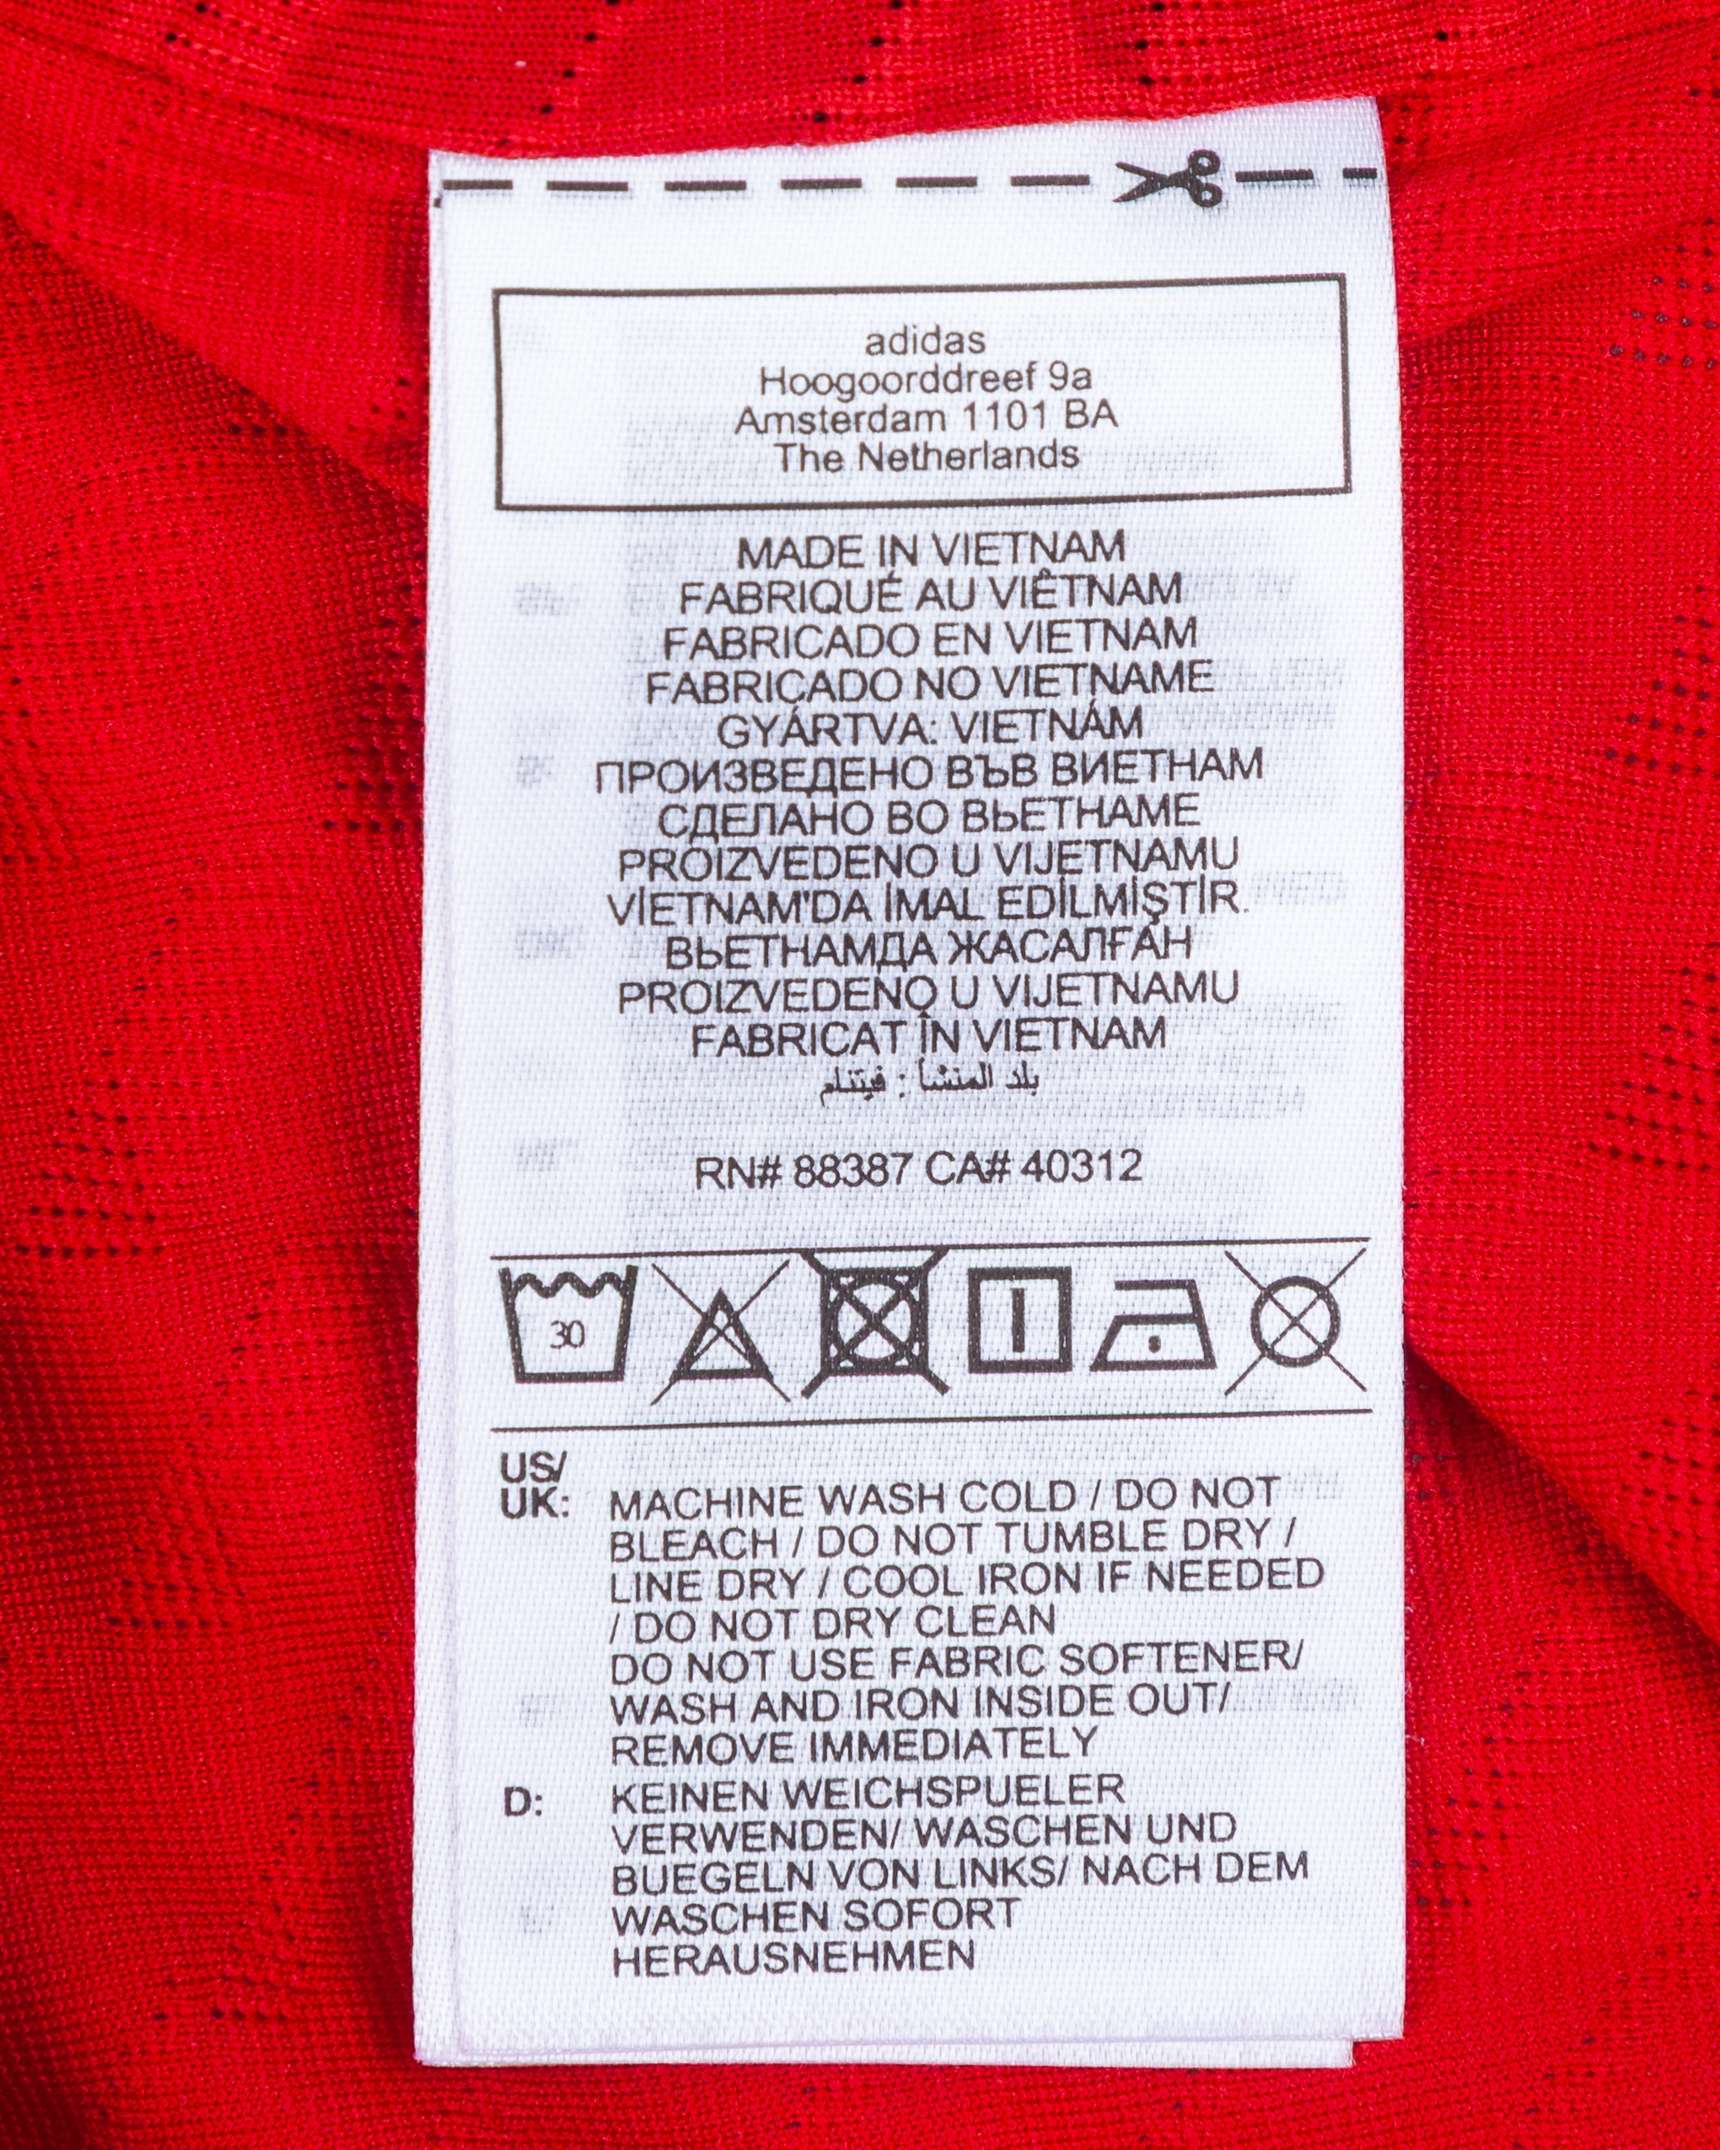 adidas
Hoogoorddreef 9a
Amsterdam 1101 BA
The Netherlands
MADE IN VIETNAM
FABRIQUÉ AU VIÊTNAM
FABRICADO EN VIETNAM
FABRICADO NO VIETNAME
GYÁRTVA: VIETNÁM
ПРОИЗВЕДЕНО ВЪВ ВИЕТНАМ
СДЕЛАНО ВО ВЬЕТНАМЕ
PROIZVEDENO U VIJETNAMU
VİETNAM'DA İMAL EDİLMİŞTİR.
ВЬЕТНАМДА ЖАСАЛҒАН
PROIZVEDENO U VIJETNAMU
FABRICAT ÎN VIETNAM
بلد المنشأ : فيتنام
RN# 88387 CA# 40312
30
US/
UK: MACHINE WASH COLD / DO NOT
BLEACH / DO NOT TUMBLE DRY /
LINE DRY / COOL IRON IF NEEDED
/ DO NOT DRY CLEAN
DO NOT USE FABRIC SOFTENER/
WASH AND IRON INSIDE OUT/
REMOVE IMMEDIATELY
D: KEINEN WEICHSPUELER
VERWENDEN/ WASCHEN UND
BUEGELN VON LINKS/ NACH DEM
WASCHEN SOFORT
HERAUSNEHMEN